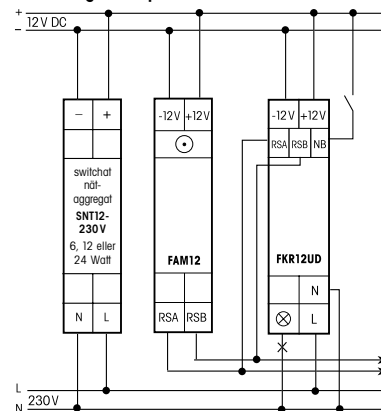 +
12V DC
–
– +
-12V +12V
-12V +12V
RSA RSB NB
switchat
nät-
aggregat
SNT12-
230V
6, 12 eller
24 Watt
FAM12
FKR12UD
N
N L
RSA RSB
L
L
230V
N